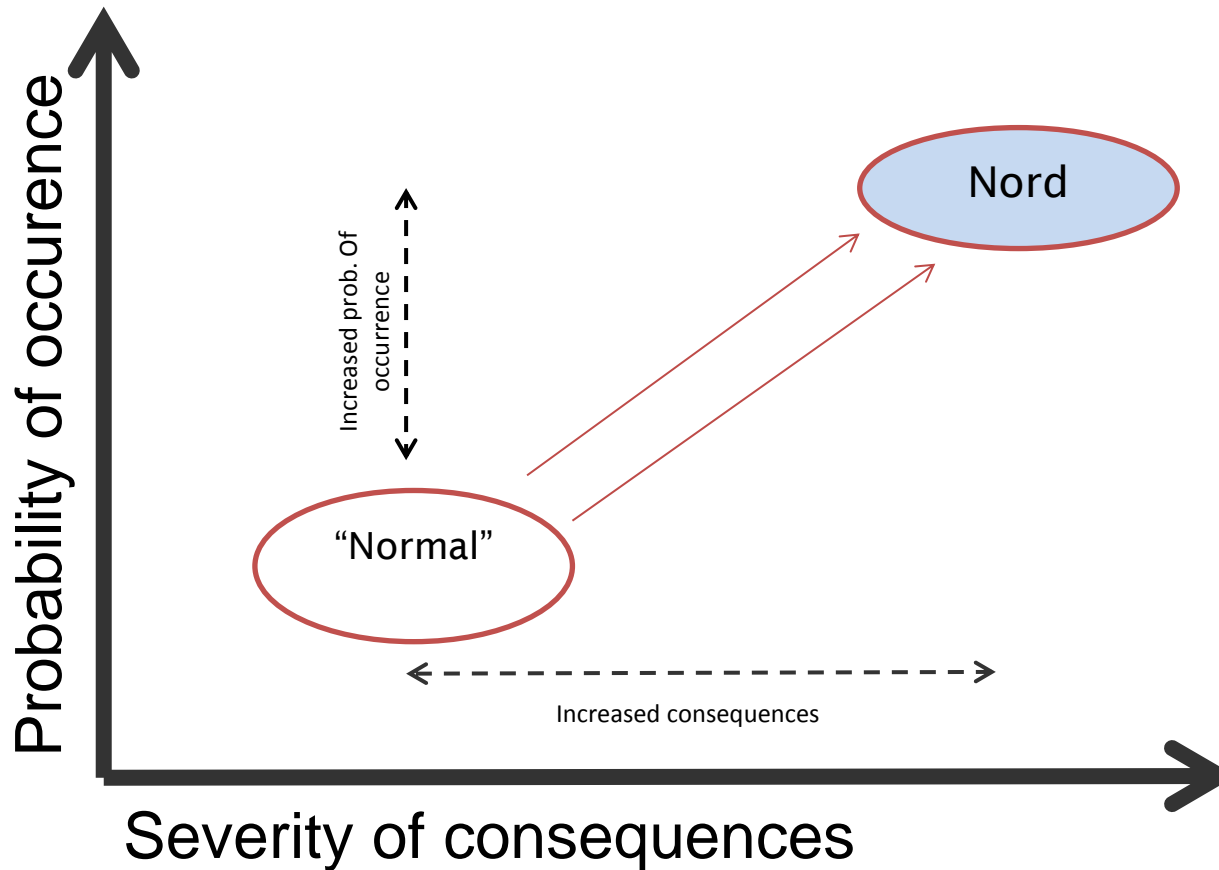 Probability of occurence
Nord
Increased prob. Of
occurrence
“Normal”
Increased consequences
Severity of consequences